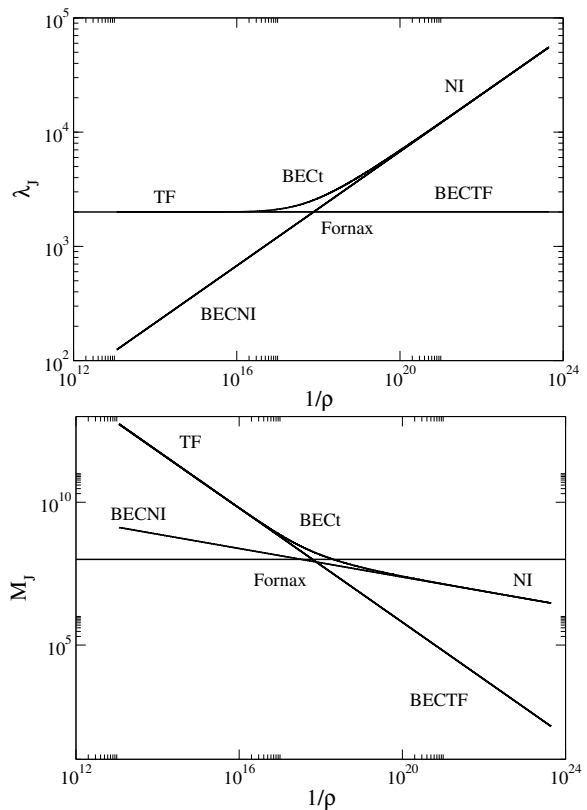 10^5
NI
10^4
λ_J
BECt
TF
BECTF
Fornax
10^3
BECNI
10^2
10^12
10^16
10^20
10^24
1/ρ
TF
10^10
BECNI
BECt
M_J
Fornax
NI
10^5
BECTF
10^12
10^16
10^20
10^24
1/ρ